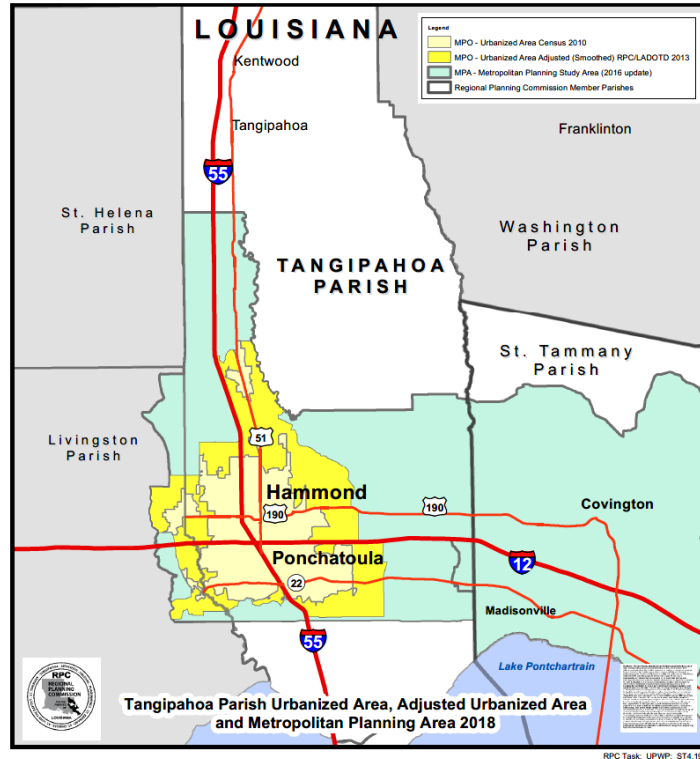 LOUISIANA
Legend
MPO - Urbanized Area Census 2010
MPO - Urbanized Area Adjusted (Smoothed) RPC/LADOTD 2013
MPA - Metropolitan Planning Study Area (2016 update)
Regional Planning Commission Member Parishes
Kentwood
Tangipahoa
Franklinton
55
St. Helena
Parish
Washington
Parish
TANGIPAHOA
PARISH
St. Tammany
Parish
51
Livingston
Parish
Hammond
190
190
Covington
Ponchatoula
12
22
Madisonville
55
Lake Pontchartrain
RPC
REGIONAL
PLANNING
COMMISSION
LOUISIANA
Tangipahoa Parish Urbanized Area, Adjusted Urbanized Area
and Metropolitan Planning Area 2018
RPC Task: UPWP: ST4.19